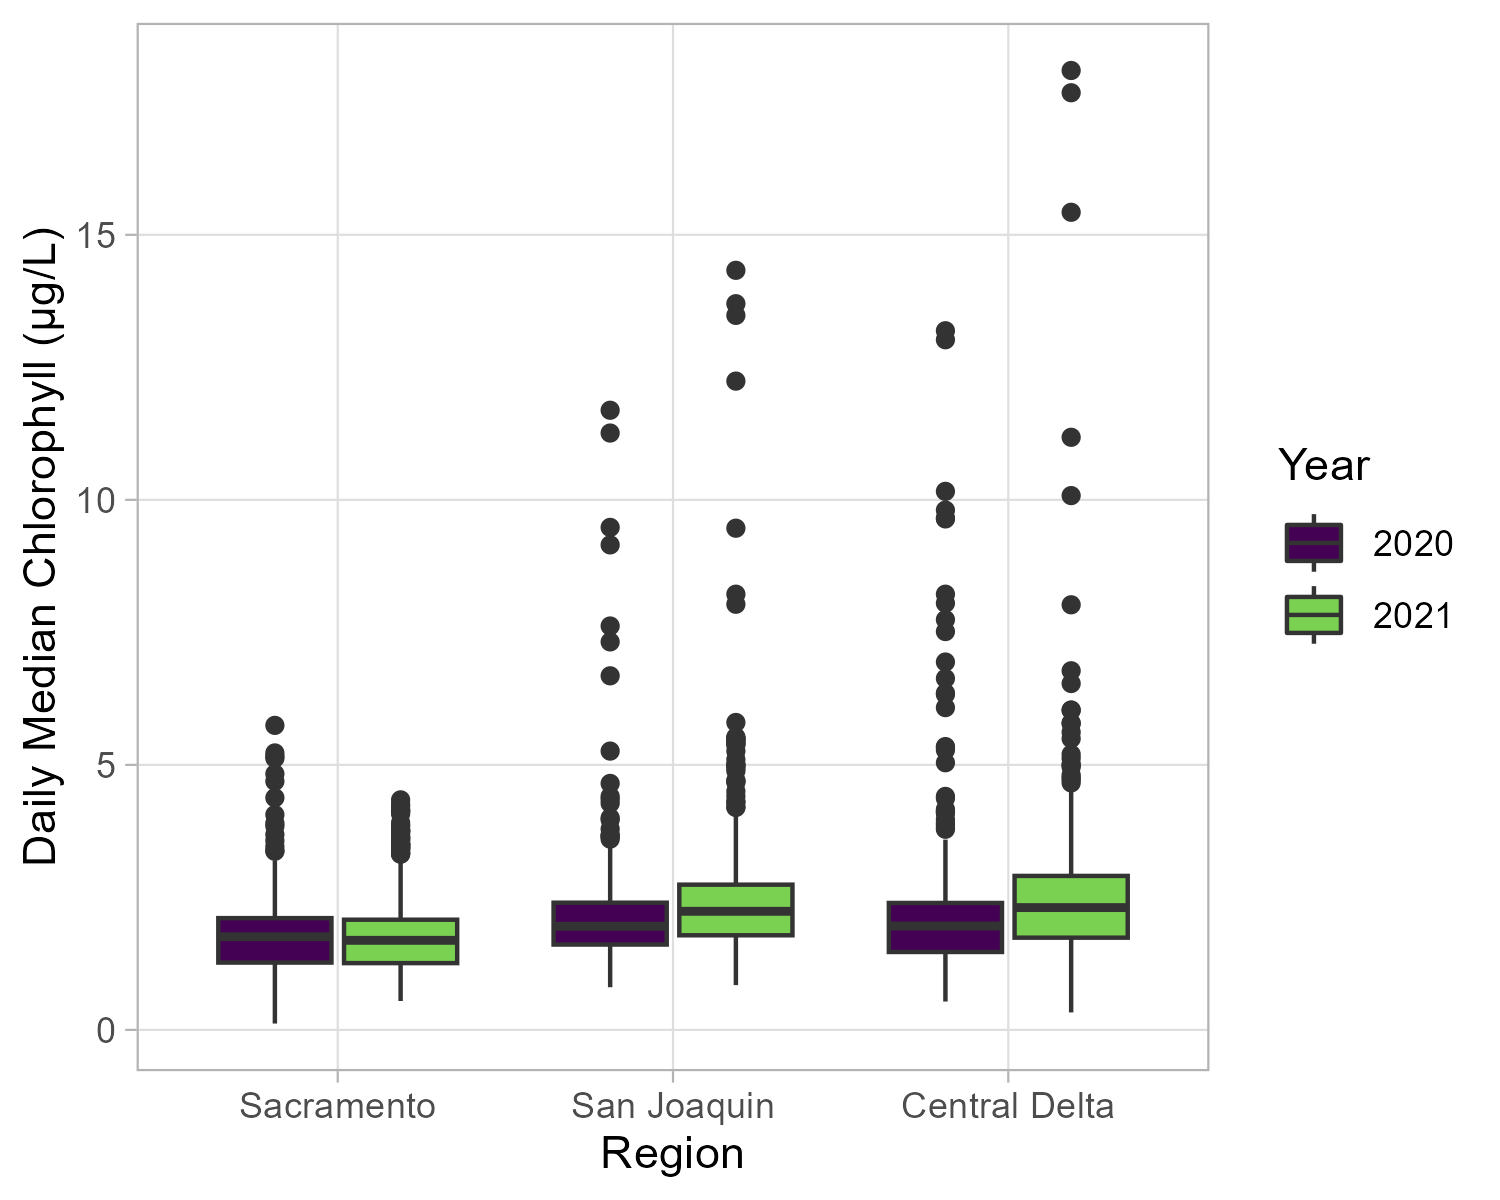 Daily Median Chlorophyll (µg/L)
15
10
5
0
Sacramento
San Joaquin
Central Delta
Region
Year
2020
2021